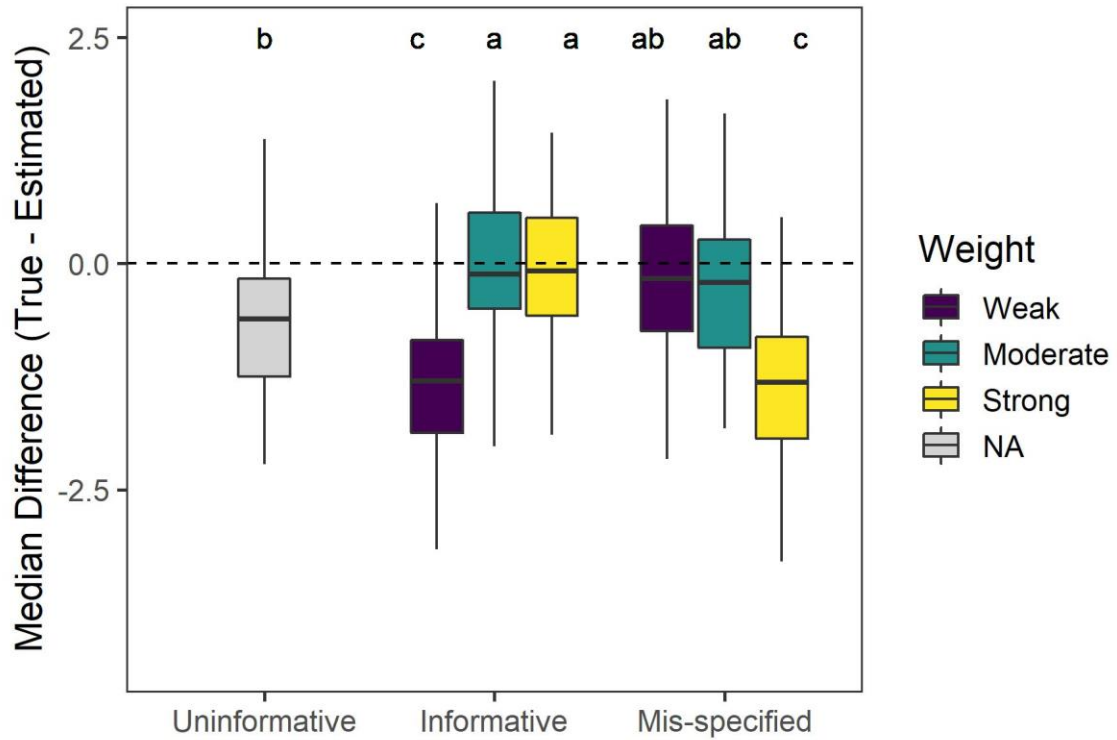 Median Difference (True - Estimated)
2.5
0.0
-2.5
b c a a ab ab c
Uninformative Informative Mis-specified
Weight
Weak
Moderate
Strong
NA